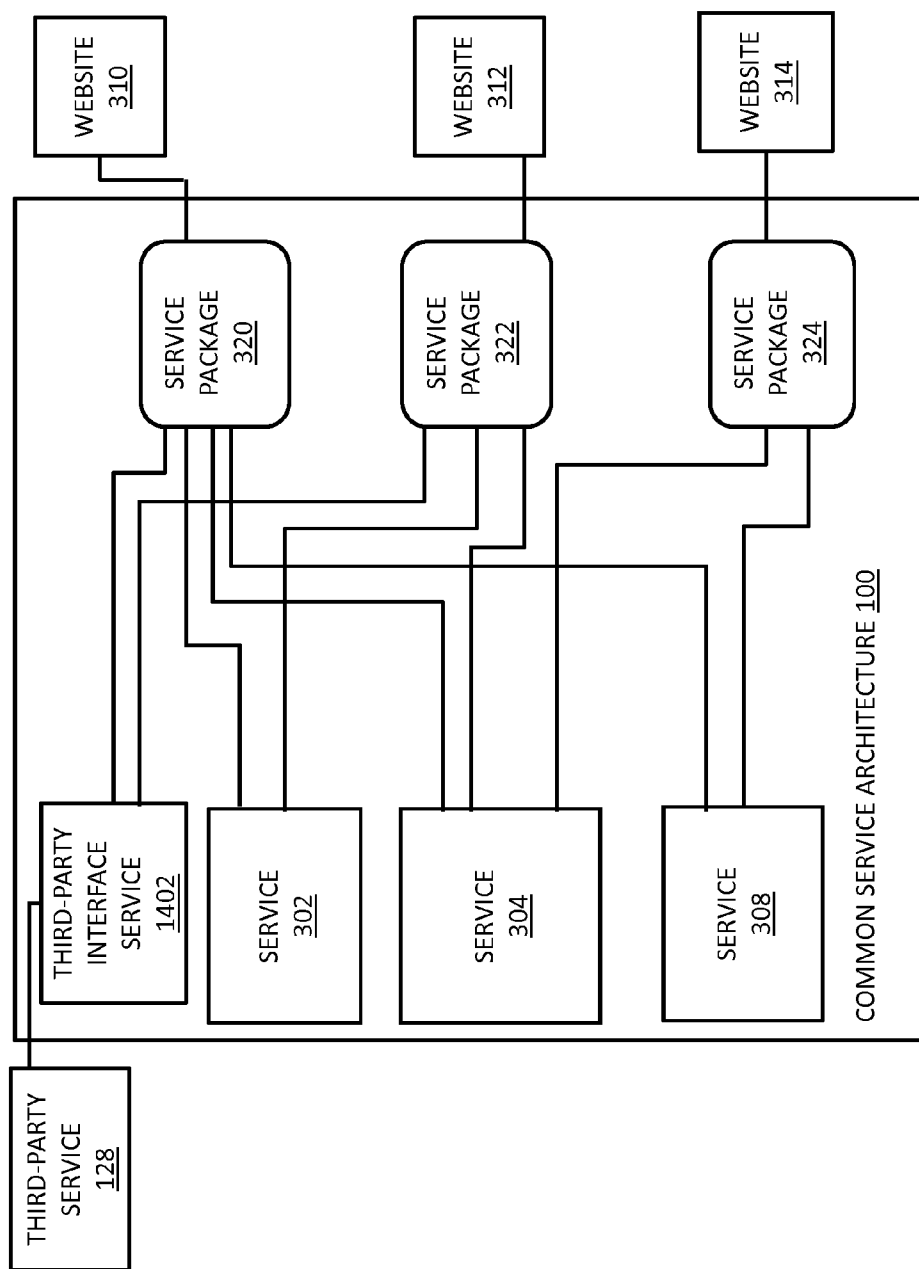 THIRD-PARTY
SERVICE
128
THIRD-PARTY
INTERFACE
SERVICE
1402
SERVICE
302
SERVICE
304
SERVICE
308
COMMON SERVICE ARCHITECTURE 100
SERVICE
PACKAGE
320
SERVICE
PACKAGE
322
SERVICE
PACKAGE
324
WEBSITE
310
WEBSITE
312
WEBSITE
314